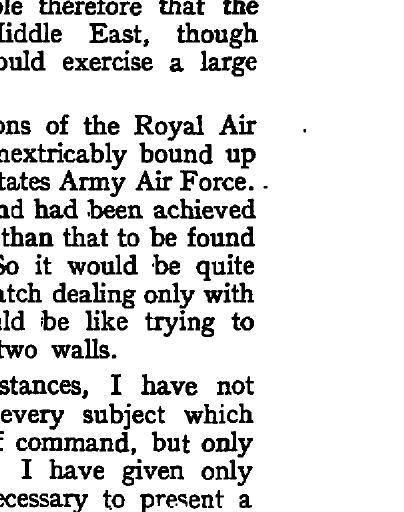 therefore that the
Middle East, though
ould exercise a large
ons of the Royal Air
nextricably bound up
tates Army Air Force.
nd had been achieved
than that to be found
So it would be quite
atch dealing only with
ld be like trying to
two walls.
stances, I have not
every subject which
command, but only
I have given only
ecessary to present a